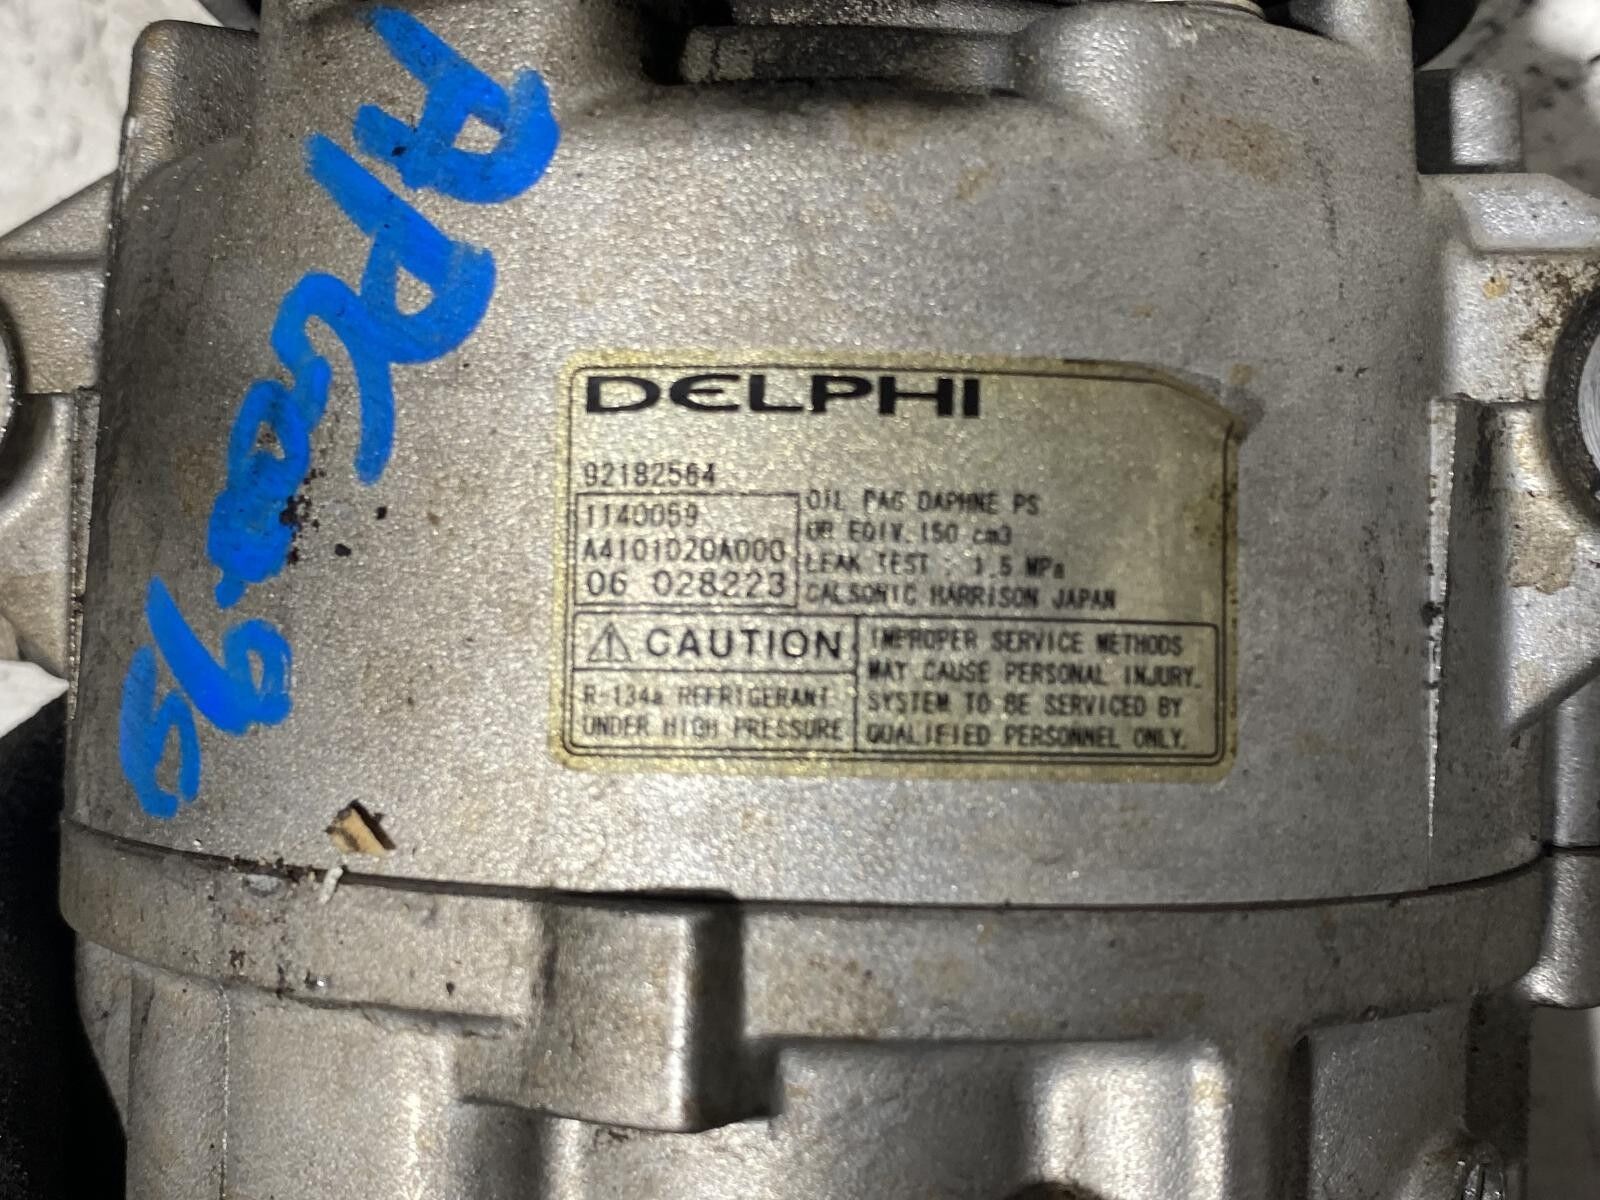 DELPHI
92182564
1140059
A4101020A000
06 028223
OIL PAG DAPHNE PS
OR EQIV. 150 cm3
LEAK TEST : 1.5 MPa
CALSONIC HARRISON JAPAN
CAUTION
R-134a REFRIGERANT
UNDER HIGH PRESSURE
IMPROPER SERVICE METHODS
MAY CAUSE PERSONAL INJURY.
SYSTEM TO BE SERVICED BY
QUALIFIED PERSONNEL ONLY.